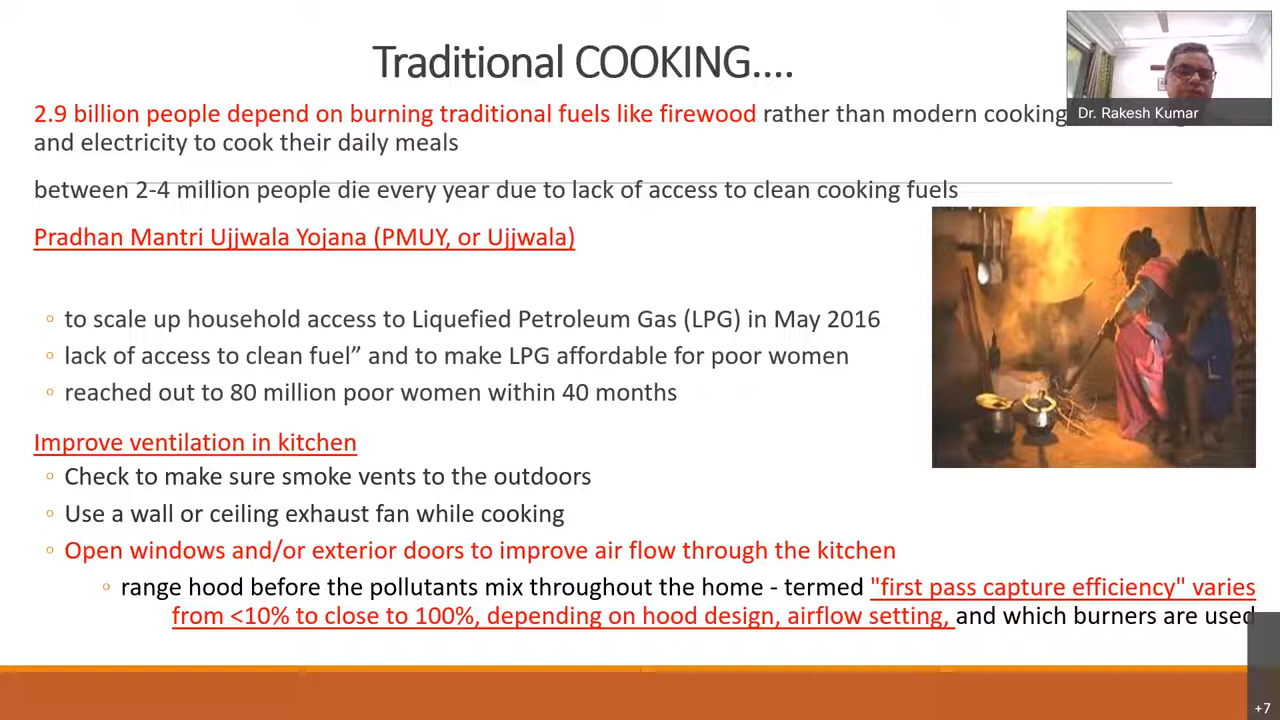 Traditional COOKING....
Dr. Rakesh Kumar
2.9 billion people depend on burning traditional fuels like firewood rather than modern cooking
and electricity to cook their daily meals
between 2-4 million people die every year due to lack of access to clean cooking fuels
Pradhan Mantri Ujjwala Yojana (PMUY, or Ujjwala)
◦ to scale up household access to Liquefied Petroleum Gas (LPG) in May 2016
◦ lack of access to clean fuel” and to make LPG affordable for poor women
◦ reached out to 80 million poor women within 40 months
Improve ventilation in kitchen
◦ Check to make sure smoke vents to the outdoors
◦ Use a wall or ceiling exhaust fan while cooking
◦ Open windows and/or exterior doors to improve air flow through the kitchen
◦ range hood before the pollutants mix throughout the home - termed "first pass capture efficiency" varies
from <10% to close to 100%, depending on hood design, airflow setting, and which burners are used
+7